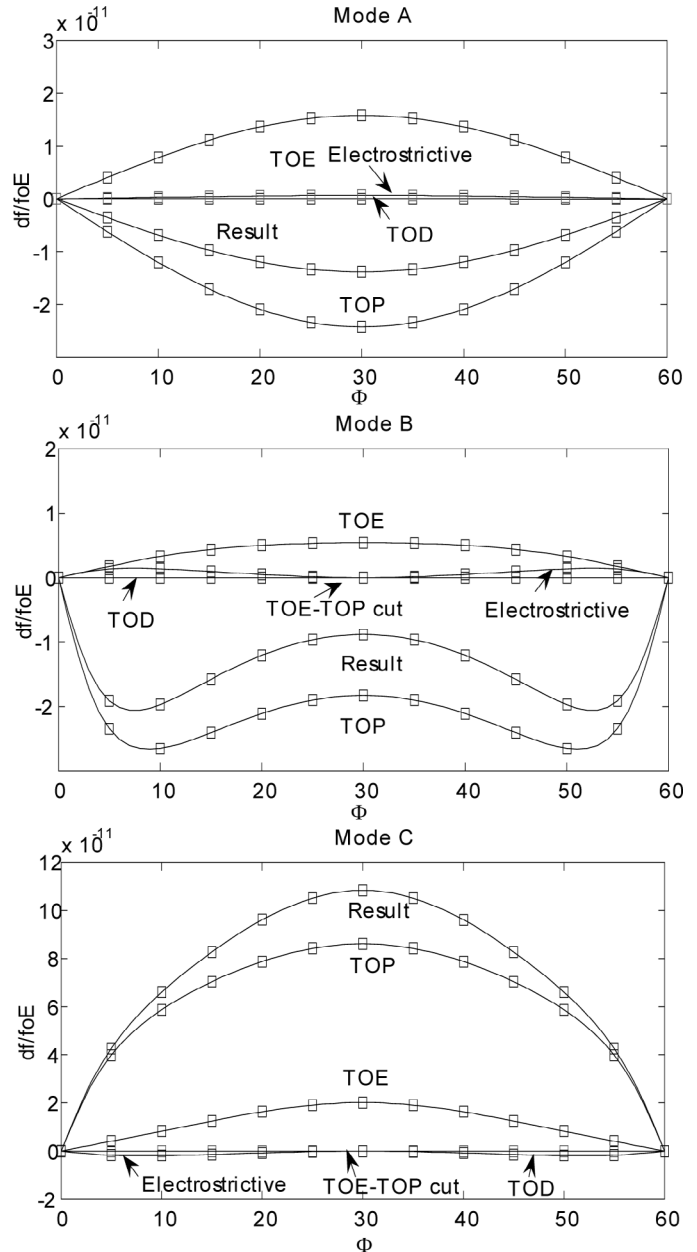 x 10⁻¹¹
Mode A
3
2
1
0
-1
-2
df/foE
TOE
Electrostrictive
TOD
Result
TOP
0 10 20 30 40 50 60
Φ
x 10⁻¹¹
Mode B
2
1
0
-1
-2
df/foE
TOE
TOD
TOE-TOP cut
Electrostrictive
Result
TOP
0 10 20 30 40 50 60
Φ
x 10⁻¹¹
Mode C
12
10
8
6
4
2
0
-2
df/foE
Result
TOP
TOE
Electrostrictive
TOE-TOP cut
TOD
0 10 20 30 40 50 60
Φ